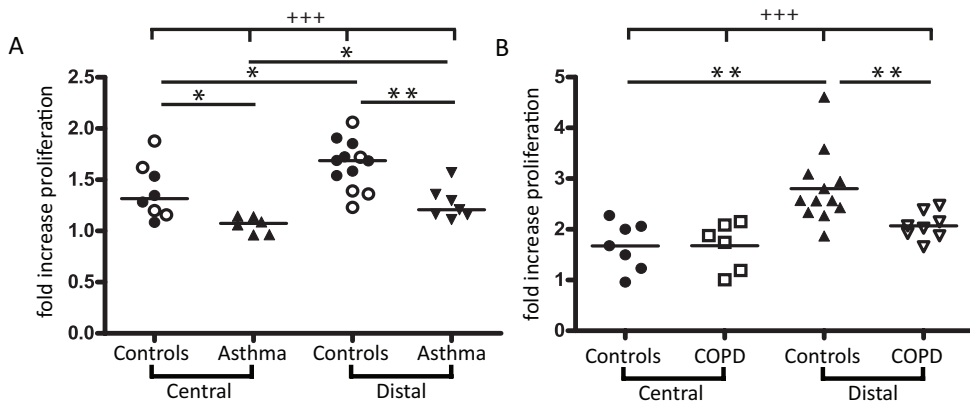 +++
A
*
*
*
* *
fold increase proliferation
2.5
2.0
1.5
1.0
0.5
0.0
Controls Asthma Controls Asthma
Central Distal
+++
B
* *
* *
fold increase proliferation
5
4
3
2
1
0
Controls COPD Controls COPD
Central Distal